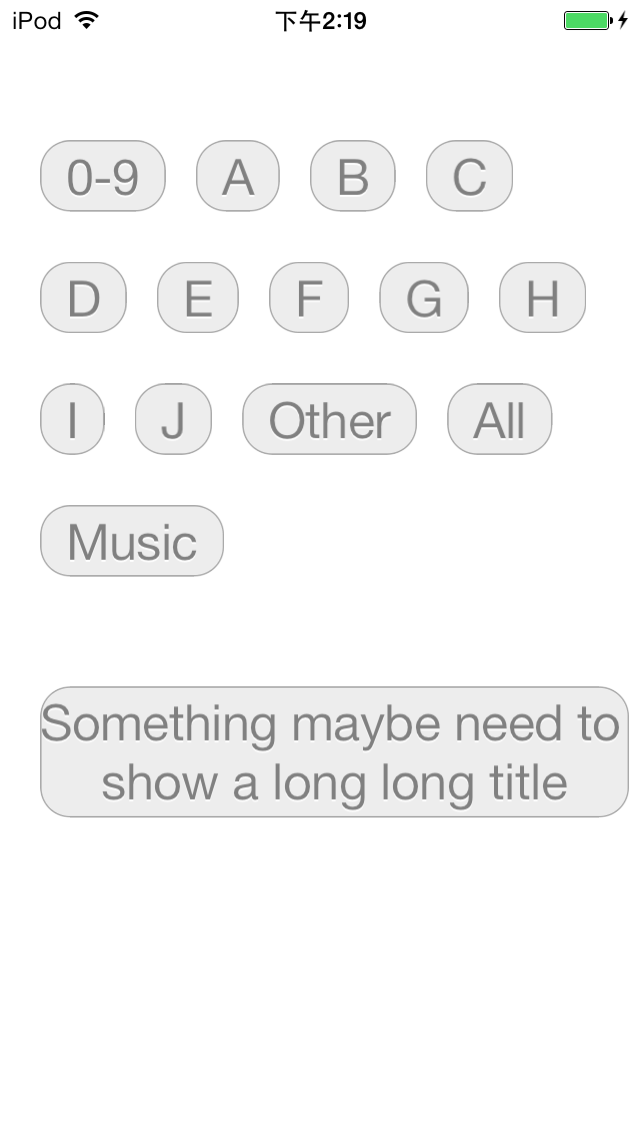 iPod 下午2:19
0-9 A B C
D E F G H
I J Other All
Music
Something maybe need to
show a long long title